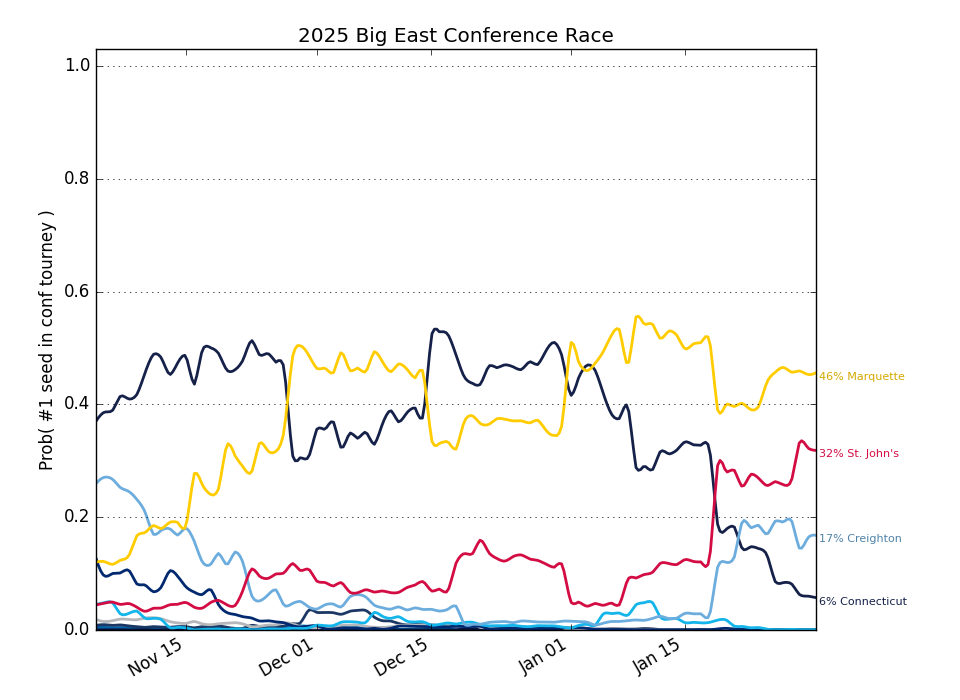 2025 Big East Conference Race
Prob( #1 seed in conf tourney )
1.0
0.8
0.6
0.4
0.2
0.0
46% Marquette
32% St. John's
17% Creighton
6% Connecticut
Nov 15
Dec 01
Dec 15
Jan 01
Jan 15